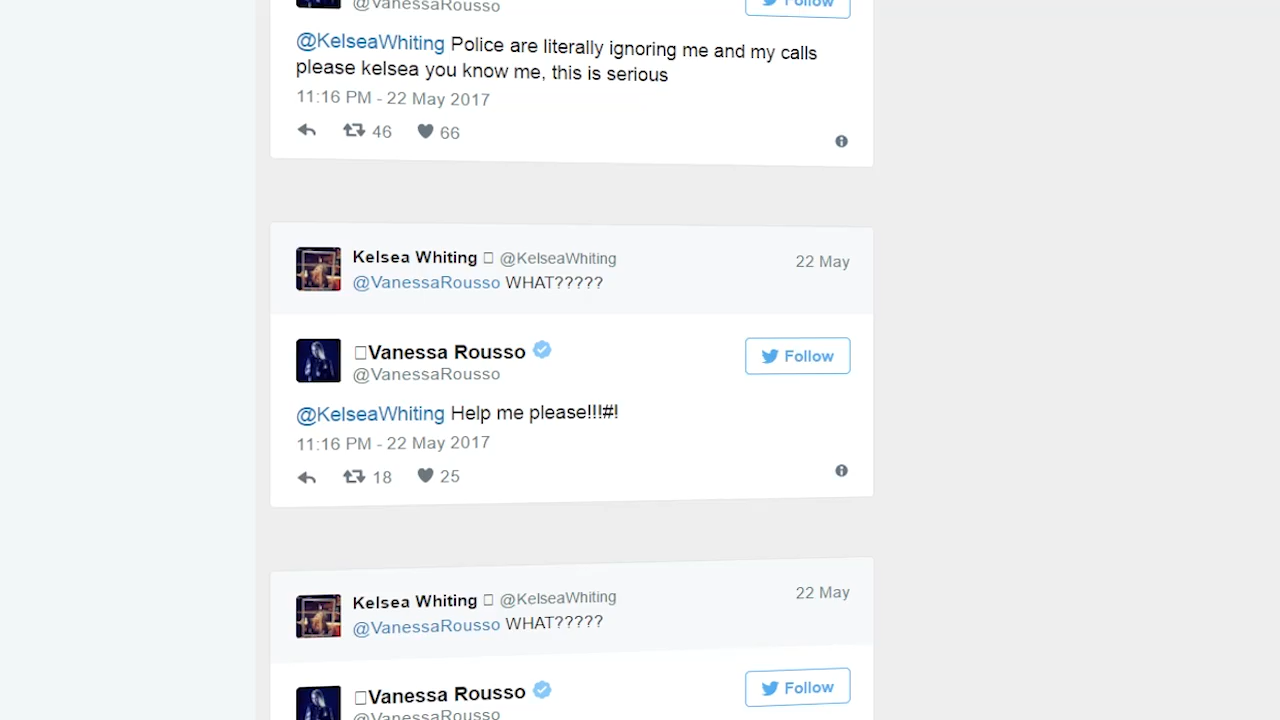 @VanessaRousso
Follow
@KelseaWhiting Police are literally ignoring me and my calls
please kelsea you know me, this is serious
11:16 PM - 22 May 2017
46 66
Kelsea Whiting @KelseaWhiting 22 May
@VanessaRousso WHAT?????
Vanessa Rousso
Follow
@VanessaRousso
@KelseaWhiting Help me please!!!#!
11:16 PM - 22 May 2017
18 25
Kelsea Whiting @KelseaWhiting 22 May
@VanessaRousso WHAT?????
Vanessa Rousso
Follow
@VanessaRousso